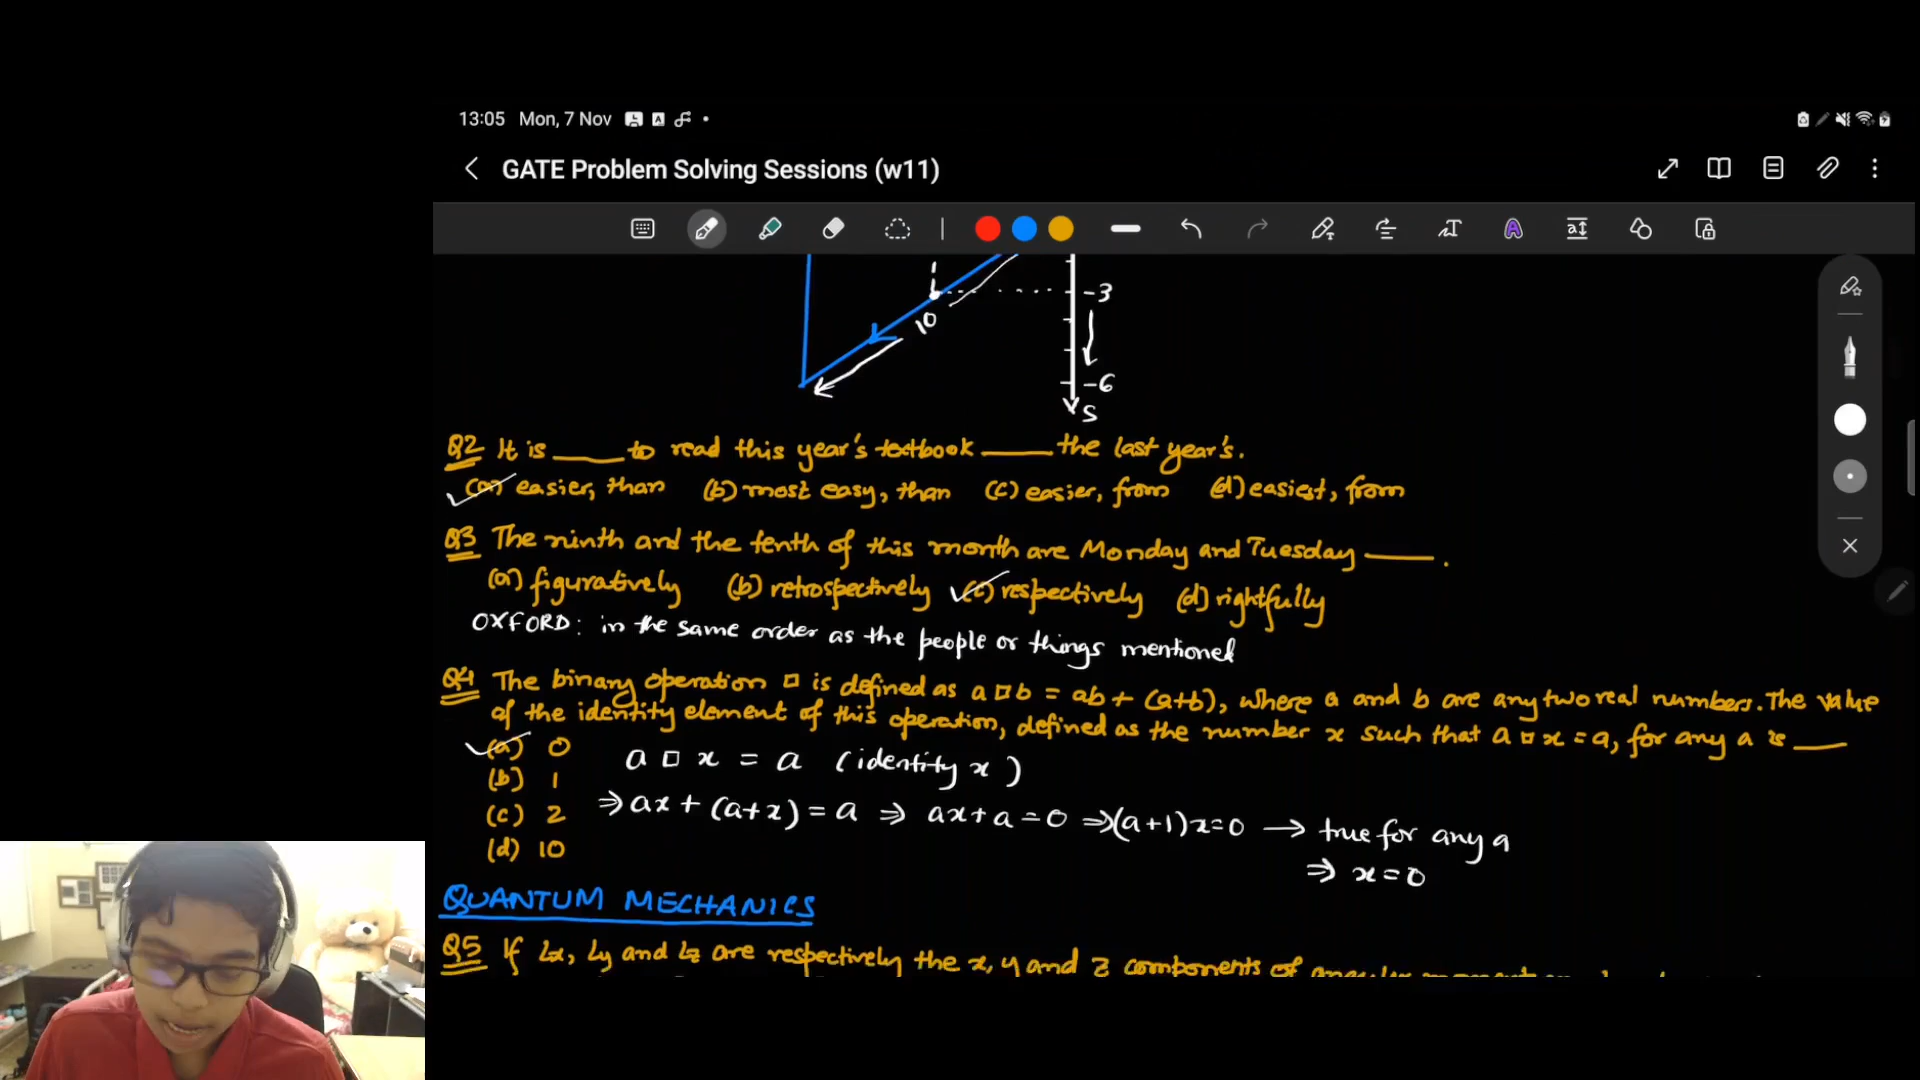 13:05 Mon, 7 Nov
GATE Problem Solving Sessions (w11)
10
-3
-6
S
Q2 It is ____ to read this year's textbook ____ the last year's.
(a) easier, than (b) most easy, than (c) easier, from (d) easiest, from
Q3 The ninth and the tenth of this month are Monday and Tuesday ____.
(a) figuratively (b) retrospectively (c) respectively (d) rightfully
OXFORD: in the same order as the people or things mentioned
Q4 The binary operation □ is defined as a □ b = ab + (a+b), where a and b are any two real numbers. The value
of the identity element of this operation, defined as the number x such that a □ x = a, for any a is ____
(a) 0
a □ x = a (identity x)
(b) 1
⇒ ax + (a+x) = a ⇒ ax + a = 0 ⇒ (a+1)x=0 → true for any a
(c) 2
(d) 10
⇒ x=0
QUANTUM MECHANICS
Q5 If Lx, Ly and Lz are respectively the x, y and z components of